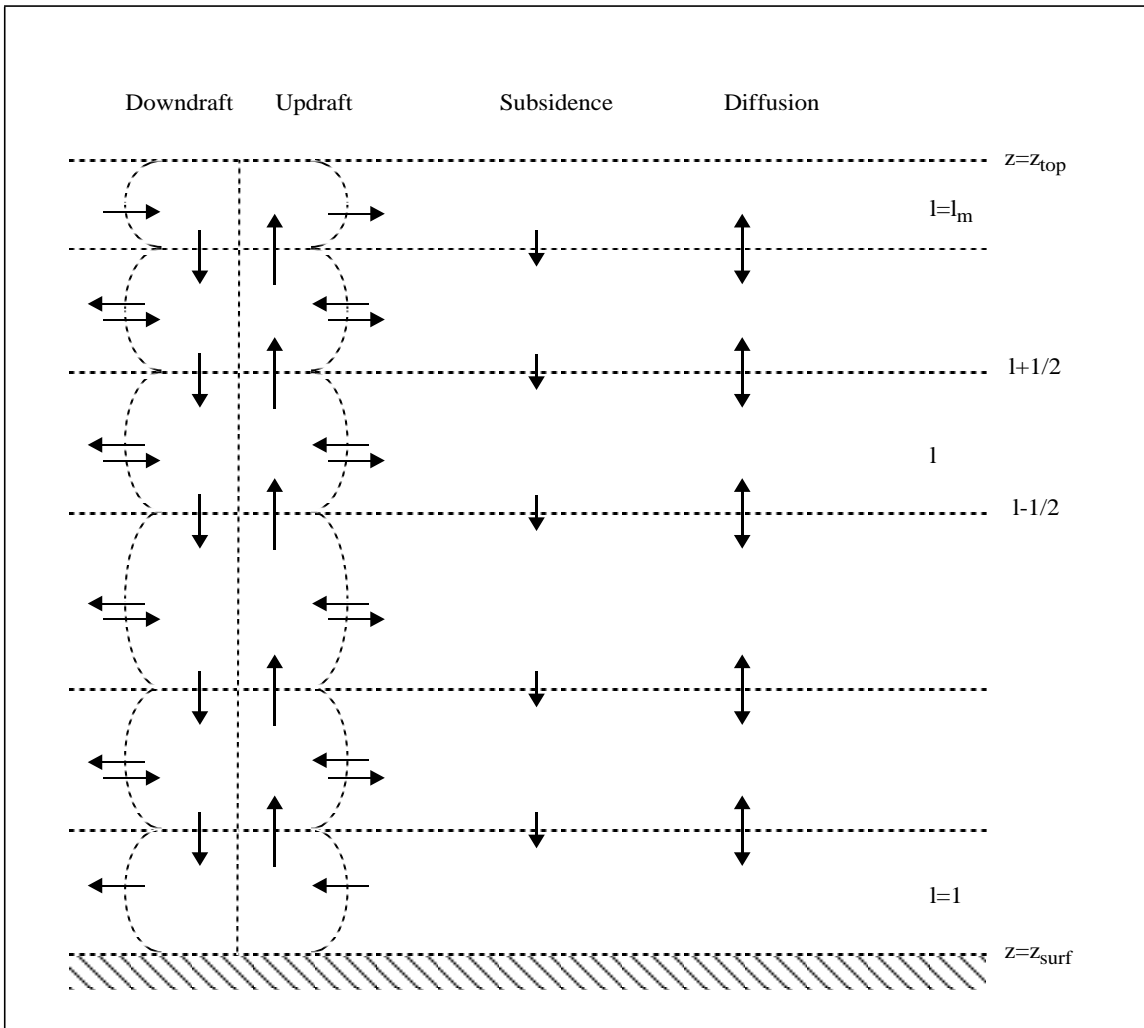 Downdraft Updraft Subsidence Diffusion
z=z_top
l=l_m
l+1/2
l
l-1/2
l=1
z=z_surf